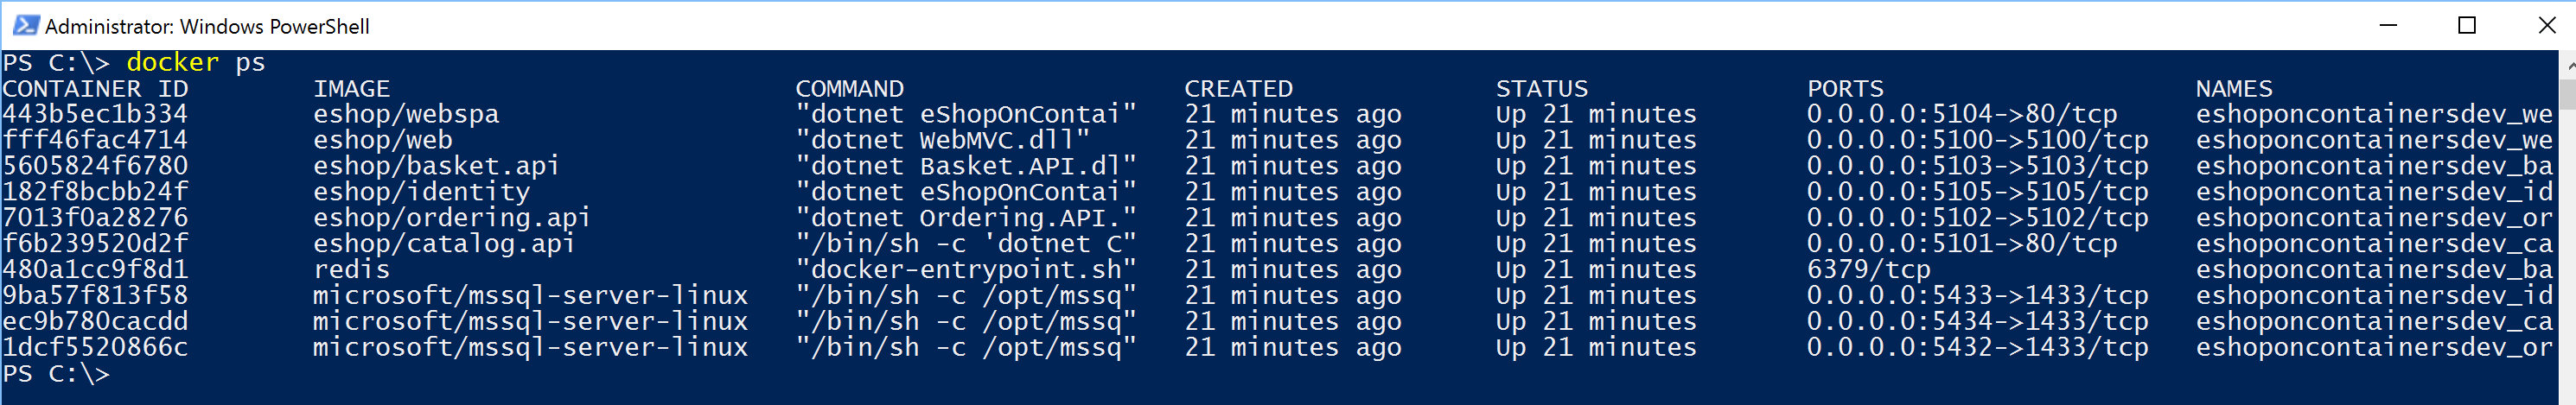 Administrator: Windows PowerShell
PS C:\> docker ps
CONTAINER ID        IMAGE                          COMMAND                  CREATED             STATUS              PORTS                    NAMES
443b5ec1b334        eshop/webspa                   "dotnet eShopOnContai"   21 minutes ago      Up 21 minutes       0.0.0.0:5104->80/tcp     eshoponcontainersdev_we
fff46fac4714        eshop/web                      "dotnet WebMVC.dll"      21 minutes ago      Up 21 minutes       0.0.0.0:5100->5100/tcp   eshoponcontainersdev_we
5605824f6780        eshop/basket.api               "dotnet Basket.API.dl"   21 minutes ago      Up 21 minutes       0.0.0.0:5103->5103/tcp   eshoponcontainersdev_ba
182f8bcbb24f        eshop/identity                 "dotnet eShopOnContai"   21 minutes ago      Up 21 minutes       0.0.0.0:5105->5105/tcp   eshoponcontainersdev_id
7013f0a28276        eshop/ordering.api             "dotnet Ordering.API."   21 minutes ago      Up 21 minutes       0.0.0.0:5102->5102/tcp   eshoponcontainersdev_or
f6b239520d2f        eshop/catalog.api              "/bin/sh -c 'dotnet C"   21 minutes ago      Up 21 minutes       0.0.0.0:5101->80/tcp     eshoponcontainersdev_ca
480a1cc9f8d1        redis                          "docker-entrypoint.sh"   21 minutes ago      Up 21 minutes       6379/tcp                 eshoponcontainersdev_ba
9ba57f813f58        microsoft/mssql-server-linux   "/bin/sh -c /opt/mssq"   21 minutes ago      Up 21 minutes       0.0.0.0:5433->1433/tcp   eshoponcontainersdev_id
ec9b780cacdd        microsoft/mssql-server-linux   "/bin/sh -c /opt/mssq"   21 minutes ago      Up 21 minutes       0.0.0.0:5434->1433/tcp   eshoponcontainersdev_ca
1dcf5520866c        microsoft/mssql-server-linux   "/bin/sh -c /opt/mssq"   21 minutes ago      Up 21 minutes       0.0.0.0:5432->1433/tcp   eshoponcontainersdev_or
PS C:\>